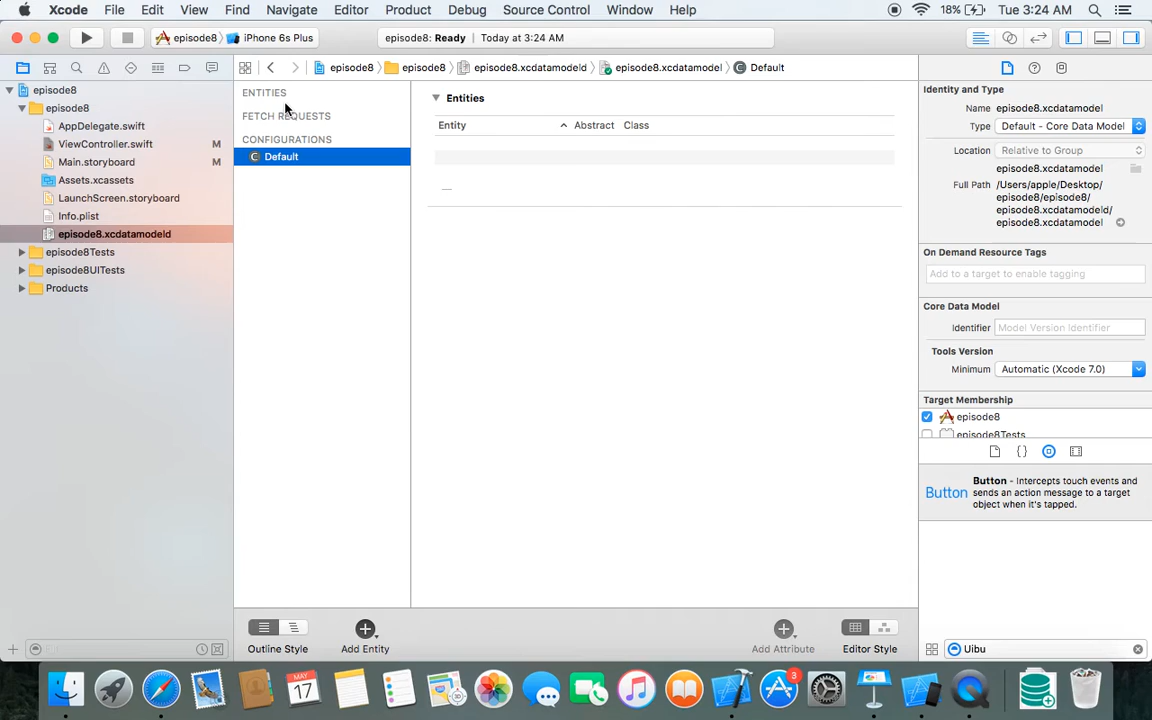 Xcode File Edit View Find Navigate Editor Product Debug Source Control Window Help 18% Tue 3:24 AM
episode8 iPhone 6s Plus episode8: Ready Today at 3:24 AM
episode8 episode8 episode8.xcdatamodeld episode8.xcdatamodel Default
episode8
episode8
AppDelegate.swift
ViewController.swift M
Main.storyboard M
Assets.xcassets
LaunchScreen.storyboard
Info.plist
episode8.xcdatamodeld
episode8Tests
episode8UITests
Products
ENTITIES
FETCH REQUESTS
CONFIGURATIONS
C Default
Outline Style
Add Entity
Entities
Entity Abstract Class
Add Attribute
Editor Style
Identity and Type
Name episode8.xcdatamodel
Type Default - Core Data Model
Location Relative to Group
episode8.xcdatamodel
Full Path /Users/apple/Desktop/
episode8/episode8/
episode8.xcdatamodeld/
episode8.xcdatamodel
On Demand Resource Tags
Add to a target to enable tagging
Core Data Model
Identifier Model Version Identifier
Tools Version
Minimum Automatic (Xcode 7.0)
Target Membership
episode8
episode8Tests
Button
Button - Intercepts touch events and
sends an action message to a target
object when it's tapped.
Uibu
MAY
17
3